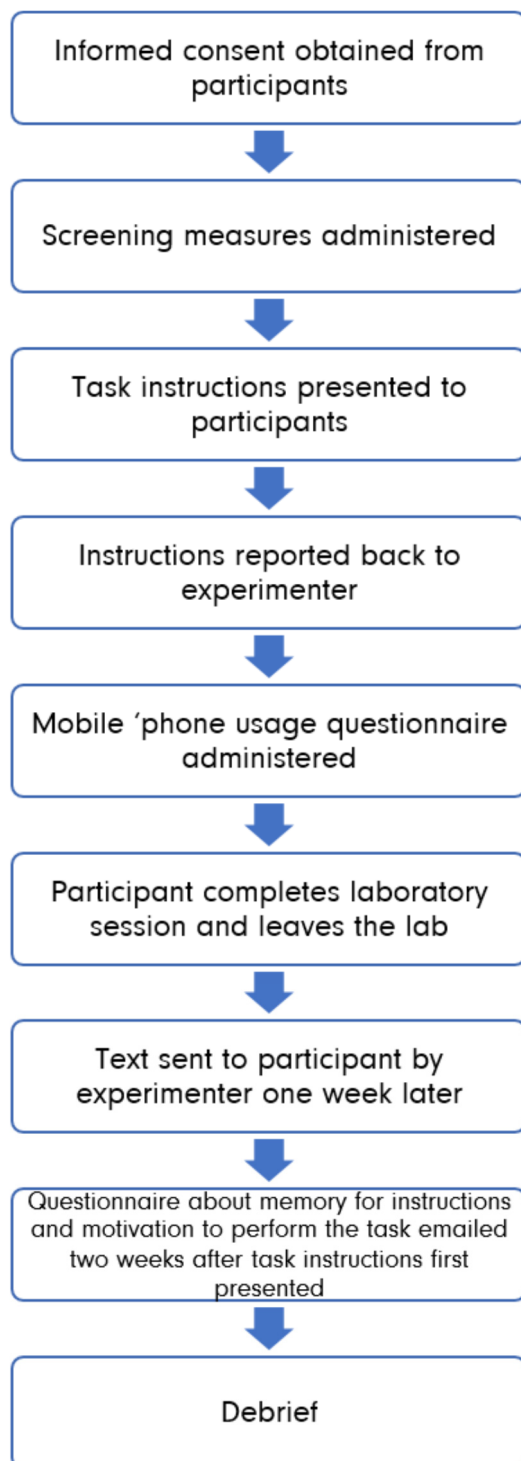 Informed consent obtained from
participants
Screening measures administered
Task instructions presented to
participants
Instructions reported back to
experimenter
Mobile ‘phone usage questionnaire
administered
Participant completes laboratory
session and leaves the lab
Text sent to participant by
experimenter one week later
Questionnaire about memory for instructions
and motivation to perform the task emailed
two weeks after task instructions first
presented
Debrief